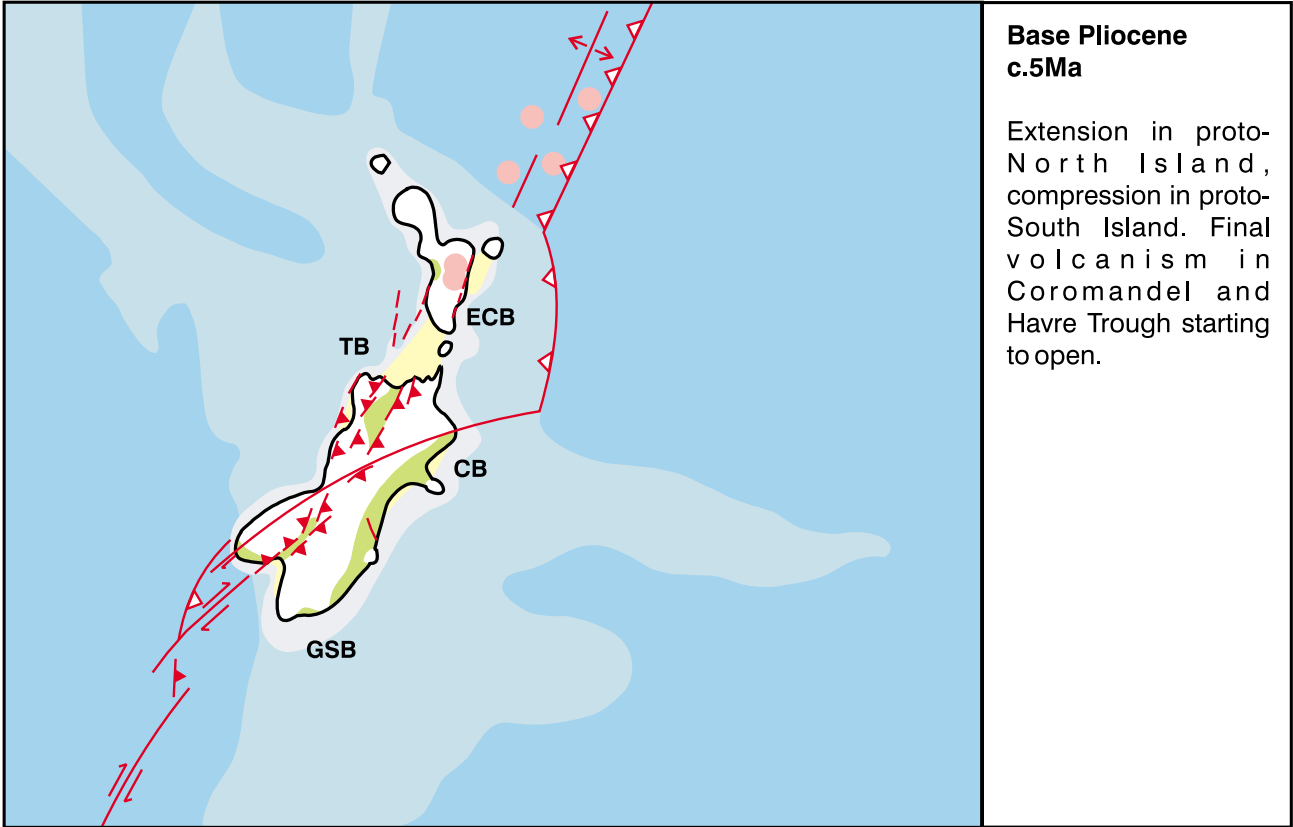 Base Pliocene
c.5Ma
Extension in proto-
North Island,
compression in proto-
South Island. Final
volcanism in
Coromandel and
Havre Trough starting
to open.
ECB
TB
CB
GSB